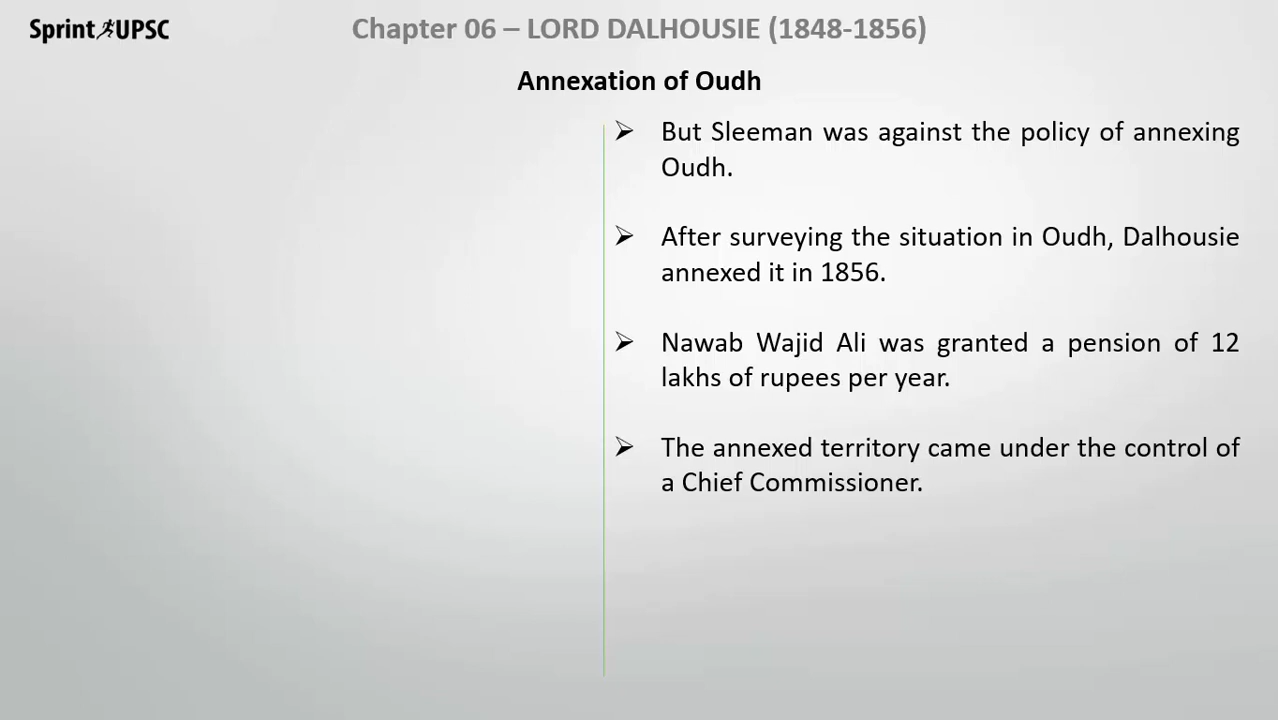 Sprint UPSC
Chapter 06 – LORD DALHOUSIE (1848-1856)
Annexation of Oudh
➢ But Sleeman was against the policy of annexing
Oudh.
➢ After surveying the situation in Oudh, Dalhousie
annexed it in 1856.
➢ Nawab Wajid Ali was granted a pension of 12
lakhs of rupees per year.
➢ The annexed territory came under the control of
a Chief Commissioner.